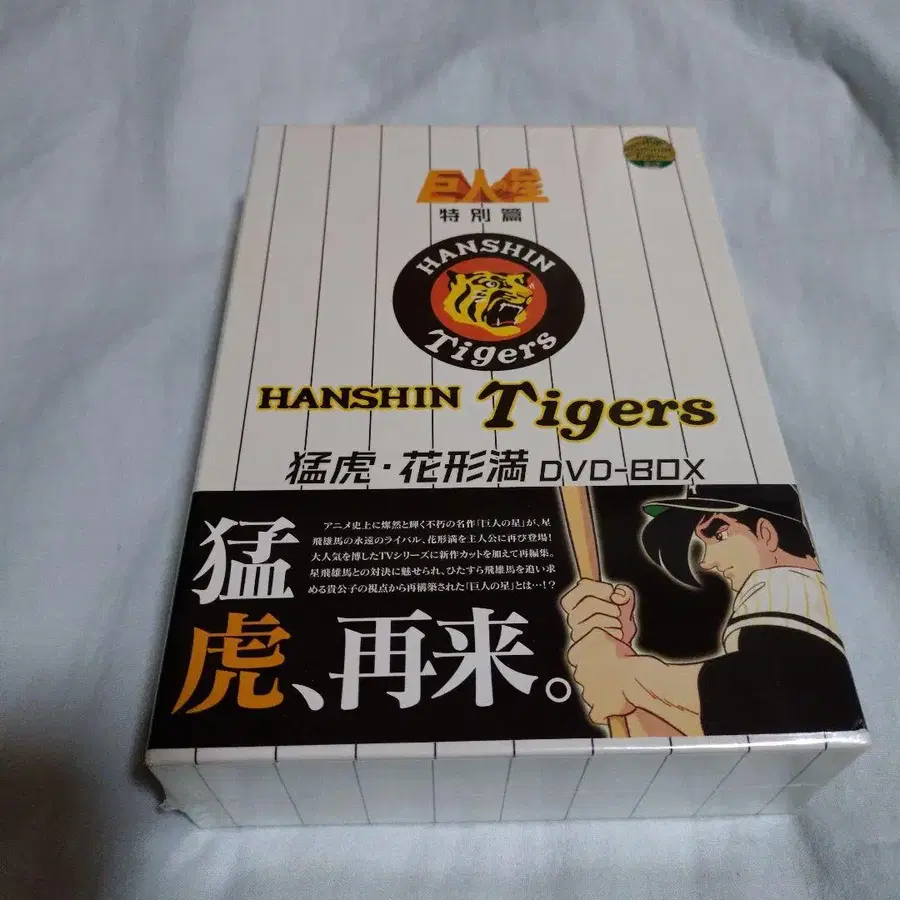 巨人の星
特別篇
HANSHIN
Tigers
HANSHIN Tigers
猛虎・花形満 DVD-BOX
アニメ史上に燦然と輝く不朽の名作「巨人の星」が、星
飛雄馬の永遠のライバル、花形満を主人公に再び登場!
大人気を博したTVシリーズに新作カットを加えて再編集。
星飛雄馬との対決に魅せられ、ひたすら飛雄馬を追い求
める貴公子の視点から再構築された「巨人の星」とは…!?
猛
虎、再来。